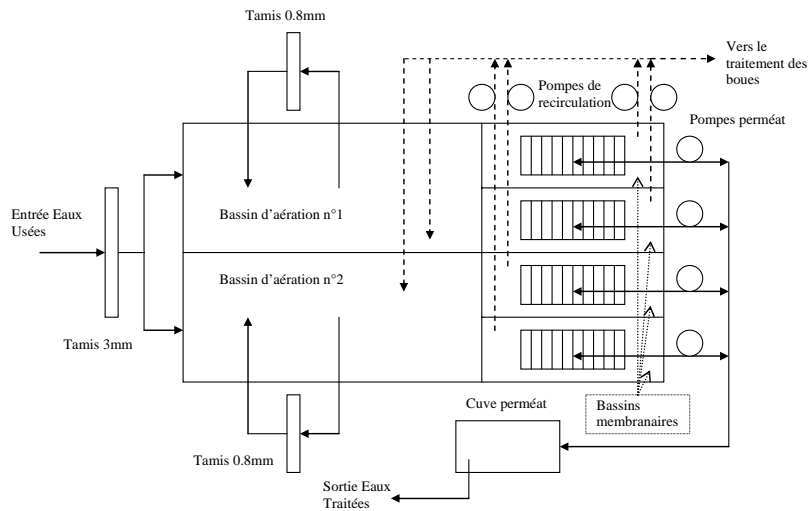 Tamis 0.8mm
Vers le
traitement des
boues
Pompes de
recirculation
Pompes perméat
Entrée Eaux
Usées
Bassin d'aération n°1
Bassin d'aération n°2
Tamis 3mm
Tamis 0.8mm
Cuve perméat
Bassins
membranaires
Sortie Eaux
Traitées